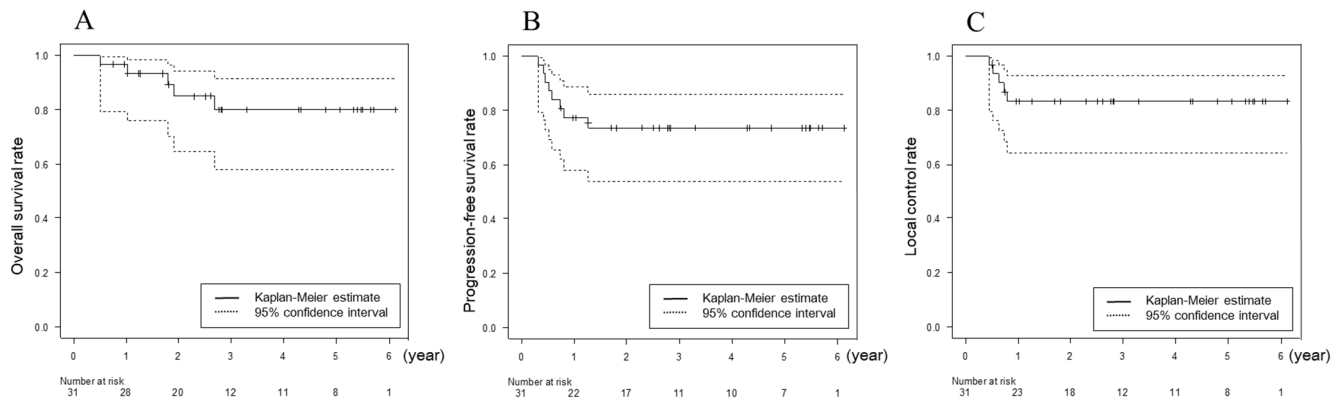 A
Overall survival rate
1.0
0.8
0.6
0.4
0.2
0.0
Kaplan-Meier estimate
95% confidence interval
0 1 2 3 4 5 6 (year)
Number at risk
31 28 20 12 11 8 1
B
Progression-free survival rate
1.0
0.8
0.6
0.4
0.2
0.0
Kaplan-Meier estimate
95% confidence interval
0 1 2 3 4 5 6 (year)
Number at risk
31 22 17 11 10 7 1
C
Local control rate
1.0
0.8
0.6
0.4
0.2
0.0
Kaplan-Meier estimate
95% confidence interval
0 1 2 3 4 5 6 (year)
Number at risk
31 23 18 12 11 8 1